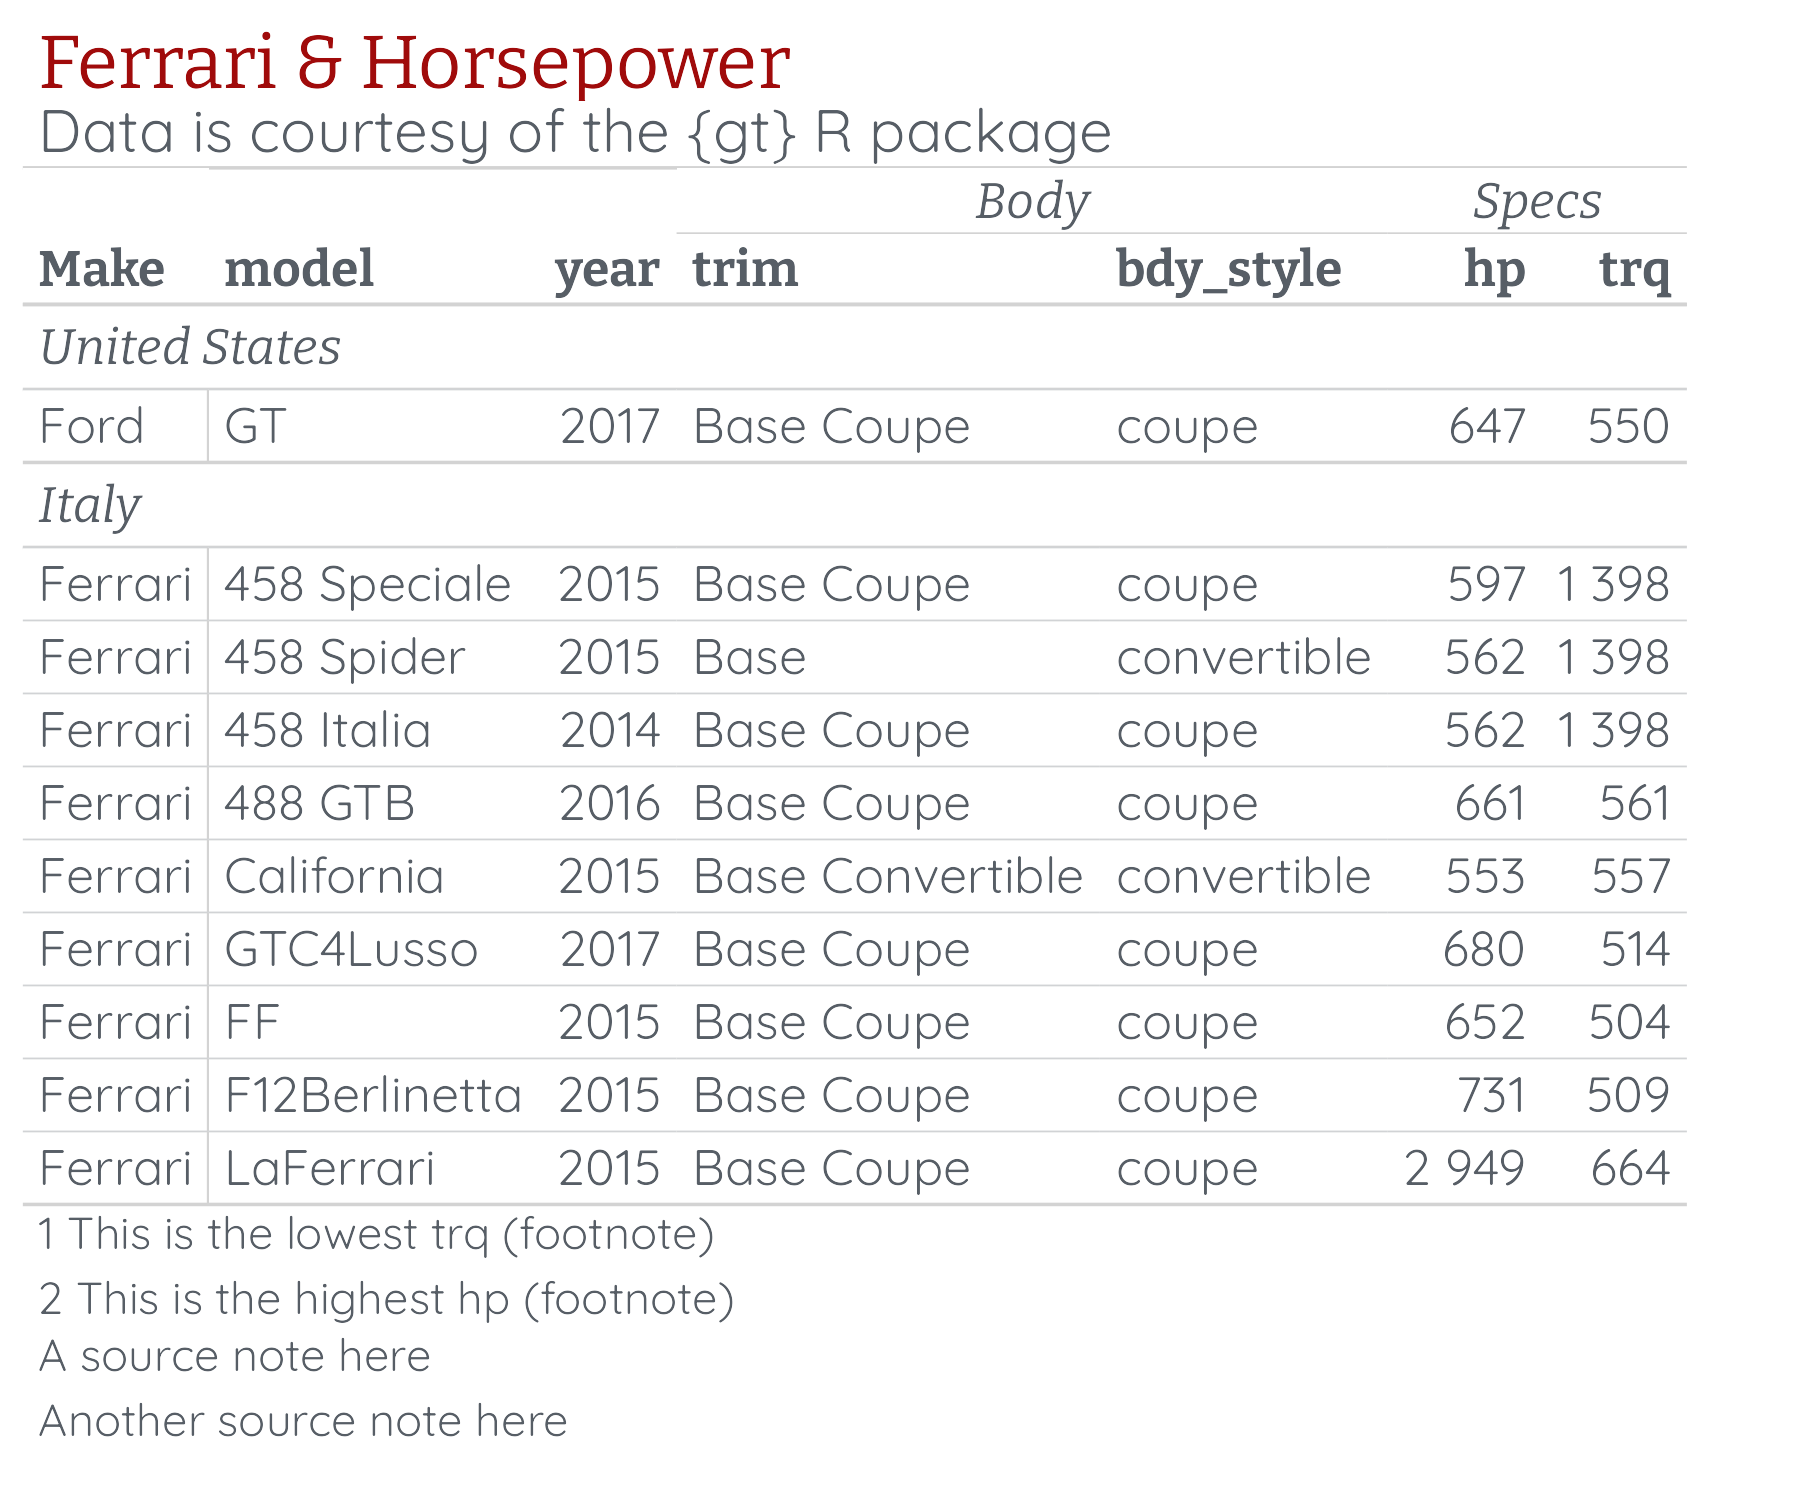 Ferrari & Horsepower
Data is courtesy of the {gt} R package
Body Specs
Make model year trim bdy_style hp trq
United States
Ford GT 2017 Base Coupe coupe 647 550
Italy
Ferrari 458 Speciale 2015 Base Coupe coupe 597 1 398
Ferrari 458 Spider 2015 Base convertible 562 1 398
Ferrari 458 Italia 2014 Base Coupe coupe 562 1 398
Ferrari 488 GTB 2016 Base Coupe coupe 661 561
Ferrari California 2015 Base Convertible convertible 553 557
Ferrari GTC4Lusso 2017 Base Coupe coupe 680 514
Ferrari FF 2015 Base Coupe coupe 652 504
Ferrari F12Berlinetta 2015 Base Coupe coupe 731 509
Ferrari LaFerrari 2015 Base Coupe coupe 2 949 664
1 This is the lowest trq (footnote)
2 This is the highest hp (footnote)
A source note here
Another source note here